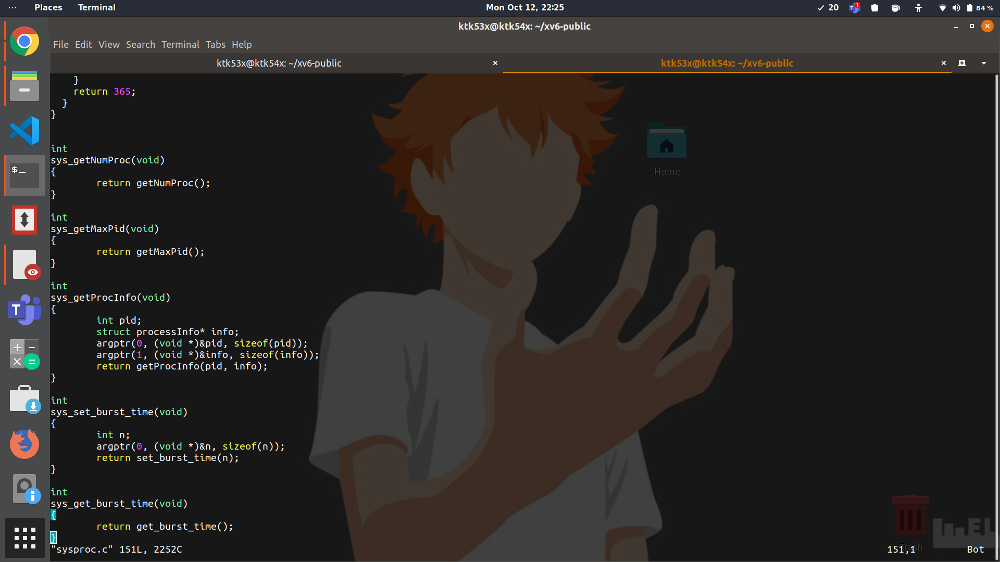 Places
Terminal
Mon Oct 12, 22:25
20
1
84 %
ktk53x@ktk54x: ~/xv6-public
File Edit View Search Terminal Tabs Help
ktk53x@ktk54x: ~/xv6-public
ktk53x@ktk54x: ~/xv6-public
    }
    return 365;
  }
}
int
sys_getNumProc(void)
{
        return getNumProc();
}
int
sys_getMaxPid(void)
{
        return getMaxPid();
}
int
sys_getProcInfo(void)
{
        int pid;
        struct processInfo* info;
        argptr(0, (void *)&pid, sizeof(pid));
        argptr(1, (void *)&info, sizeof(info));
        return getProcInfo(pid, info);
}
int
sys_set_burst_time(void)
{
        int n;
        argptr(0, (void *)&n, sizeof(n));
        return set_burst_time(n);
}
int
sys_get_burst_time(void)
{
        return get_burst_time();
}
"sysproc.c" 151L, 2252C
151,1
Bot
Home
Trash
$_
T